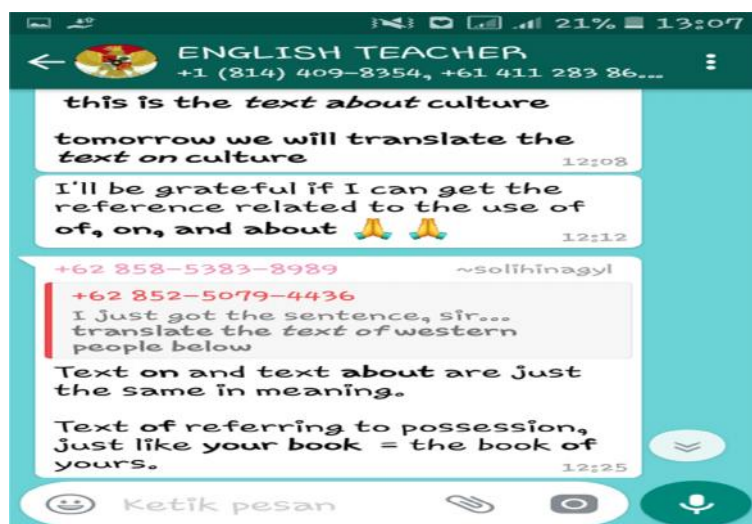 21% 13:07
ENGLISH TEACHER
+1 (814) 409-8354, +61 411 283 86...
this is the text about culture
tomorrow we will translate the
text on culture
12:08
I'll be grateful if I can get the
reference related to the use of
of, on, and about 🙏 🙏
12:12
+62 858-5383-8989 ~solihinagyl
+62 852-5079-4436
I just got the sentence, sir...
translate the text of western
people below
Text on and text about are just
the same in meaning.
Text of referring to possession,
just like your book = the book of
yours.
12:25
Ketik pesan